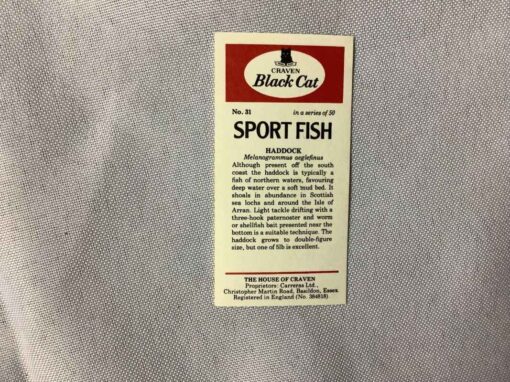 CRAVEN
Black Cat
No. 31 in a series of 50
SPORT FISH
HADDOCK
Melanogrammus aeglefinus
Although present off the south
coast the haddock is typically a
fish of northern waters, favouring
deep water over a soft mud bed. It
shoals in abundance in Scottish
sea lochs and around the Isle of
Arran. Light tackle drifting with a
three-hook paternoster and worm
or shellfish bait presented near the
bottom is a suitable technique. The
haddock grows to double-figure
size, but one of 5lb is excellent.
THE HOUSE OF CRAVEN
Proprietors: Carreras Ltd.,
Christopher Martin Road, Basildon, Essex.
Registered in England (No. 384818)